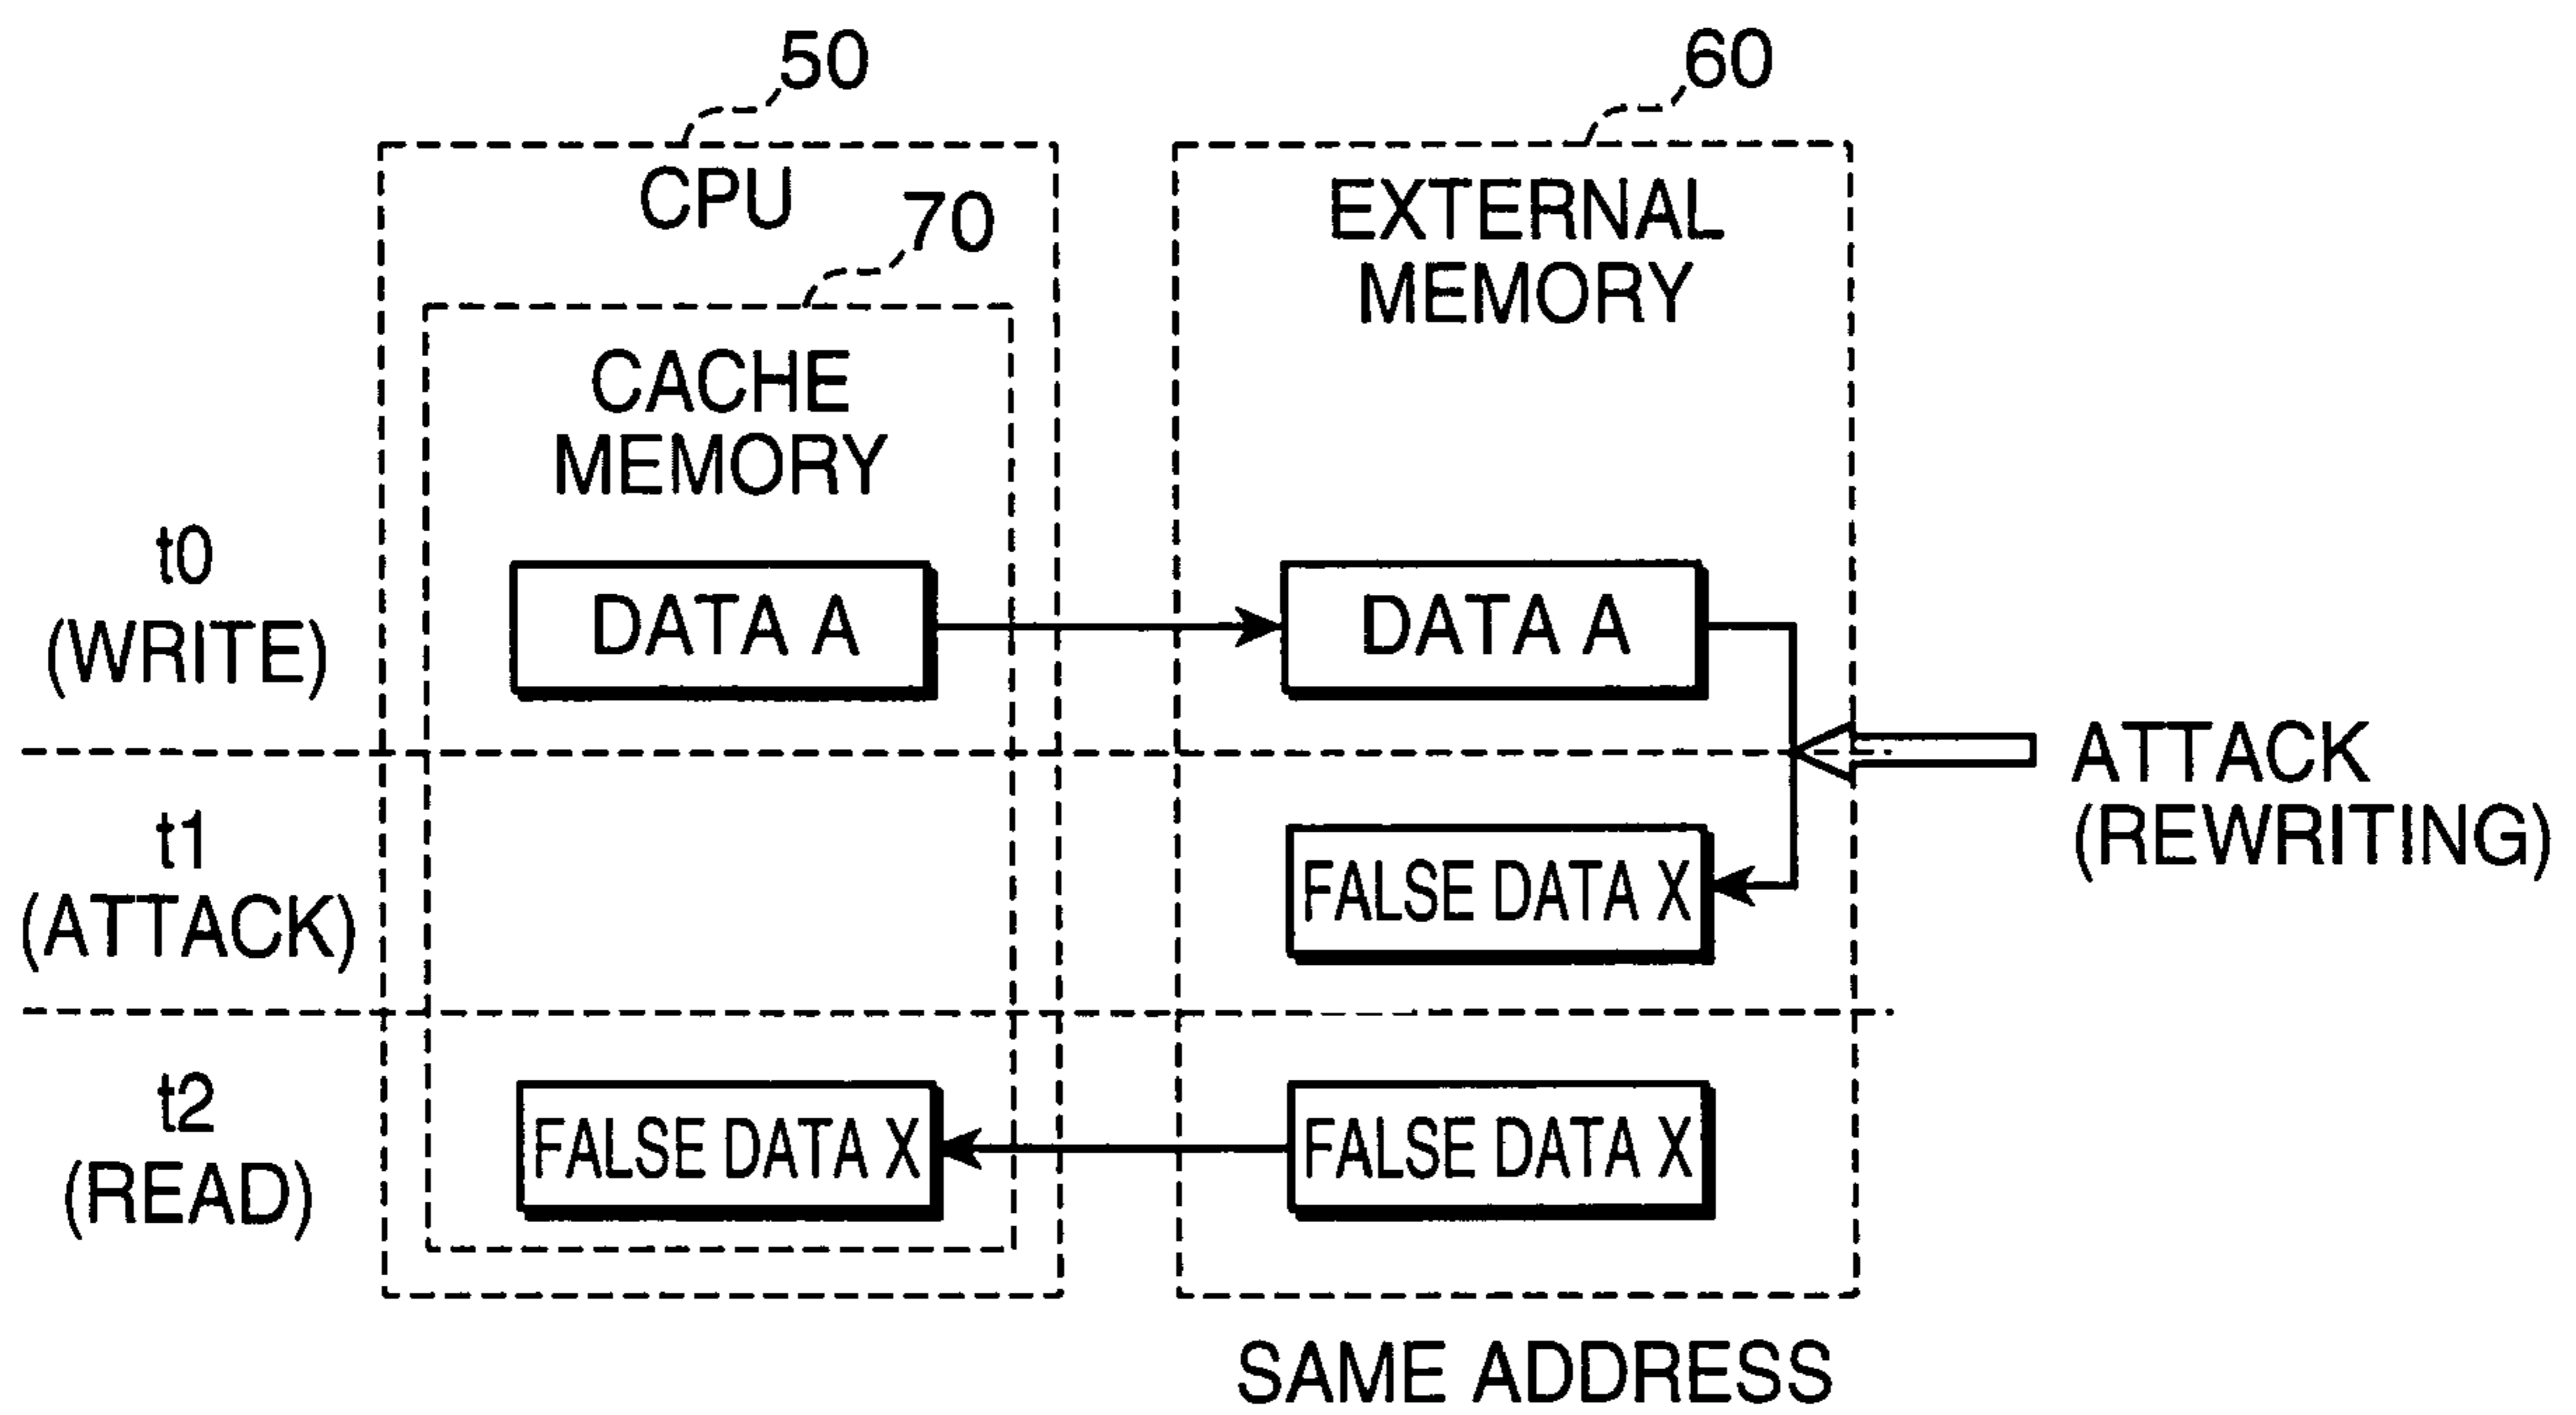 50
60
CPU
70
EXTERNAL
MEMORY
CACHE
MEMORY
t0
(WRITE)
DATA A
DATA A
ATTACK
(REWRITING)
t1
(ATTACK)
FALSE DATA X
t2
(READ)
FALSE DATA X
FALSE DATA X
SAME ADDRESS